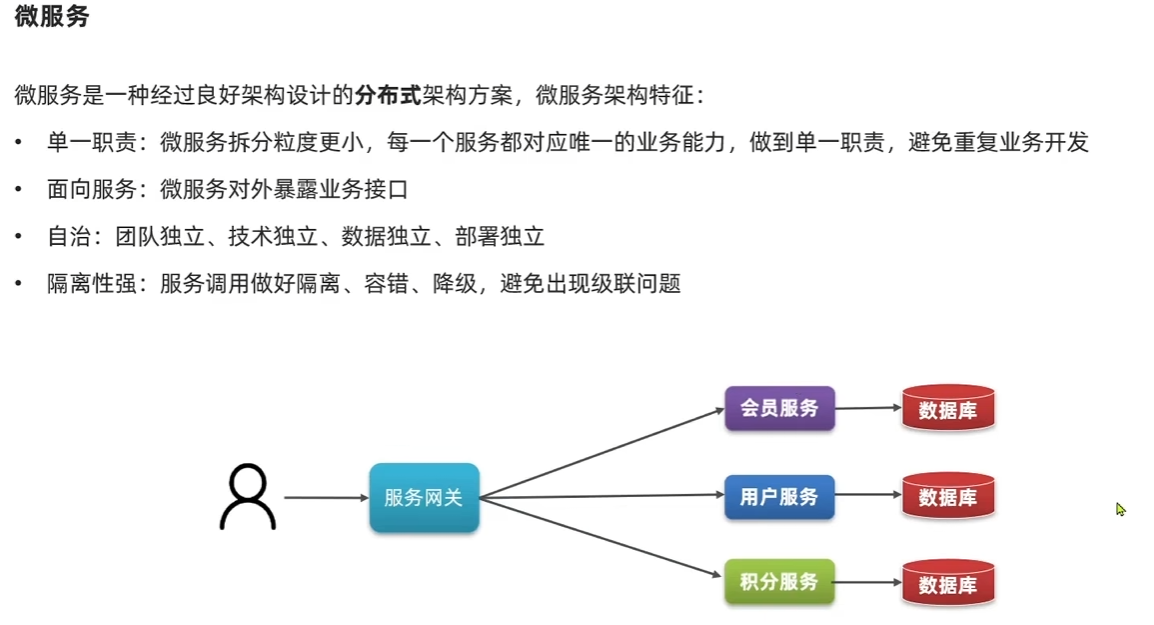 微服务
微服务是一种经过良好架构设计的分布式架构方案，微服务架构特征：
• 单一职责：微服务拆分粒度更小，每一个服务都对应唯一的业务能力，做到单一职责，避免重复业务开发
• 面向服务：微服务对外暴露业务接口
• 自治：团队独立、技术独立、数据独立、部署独立
• 隔离性强：服务调用做好隔离、容错、降级，避免出现级联问题
会员服务
数据库
服务网关
用户服务
数据库
积分服务
数据库